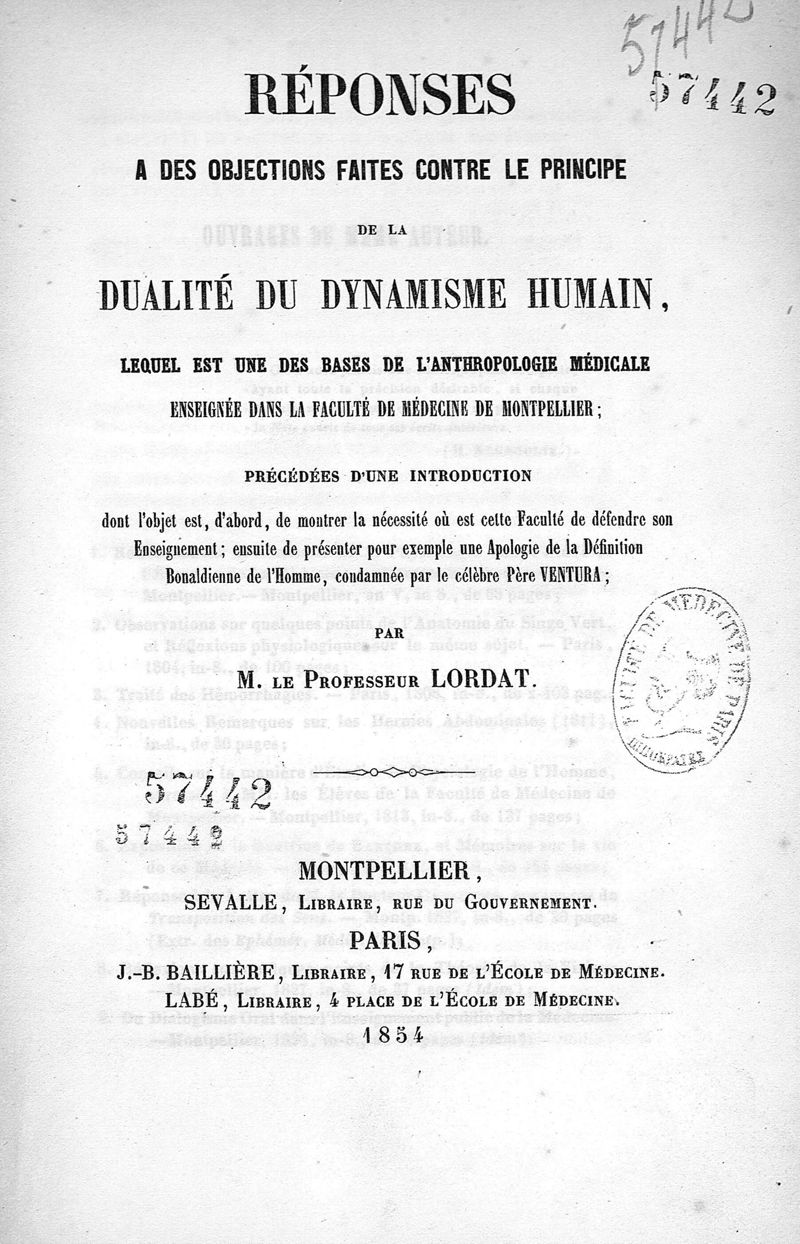 57442
57442
RÉPONSES
A DES OBJECTIONS FAITES CONTRE LE PRINCIPE
DE LA
DUALITÉ DU DYNAMISME HUMAIN,
LEQUEL EST UNE DES BASES DE L'ANTHROPOLOGIE MÉDICALE
ENSEIGNÉE DANS LA FACULTÉ DE MÉDECINE DE MONTPELLIER;
PRÉCÉDÉES D'UNE INTRODUCTION
dont l'objet est, d'abord, de montrer la nécessité où est cette Faculté de défendre son
Enseignement; ensuite de présenter pour exemple une Apologie de la Définition
Bonaldienne de l'Homme, condamnée par le célèbre Père VENTURA;
PAR
M. LE PROFESSEUR LORDAT.
FACULTÉ DE MÉDECINE DE PARIS
57442
57442
MONTPELLIER,
SEVALLE, LIBRAIRE, RUE DU GOUVERNEMENT.
PARIS,
J.-B. BAILLIÈRE, LIBRAIRE, 17 RUE DE L'ÉCOLE DE MÉDECINE.
LABÉ, LIBRAIRE, 4 PLACE DE L'ÉCOLE DE MÉDECINE.
1854